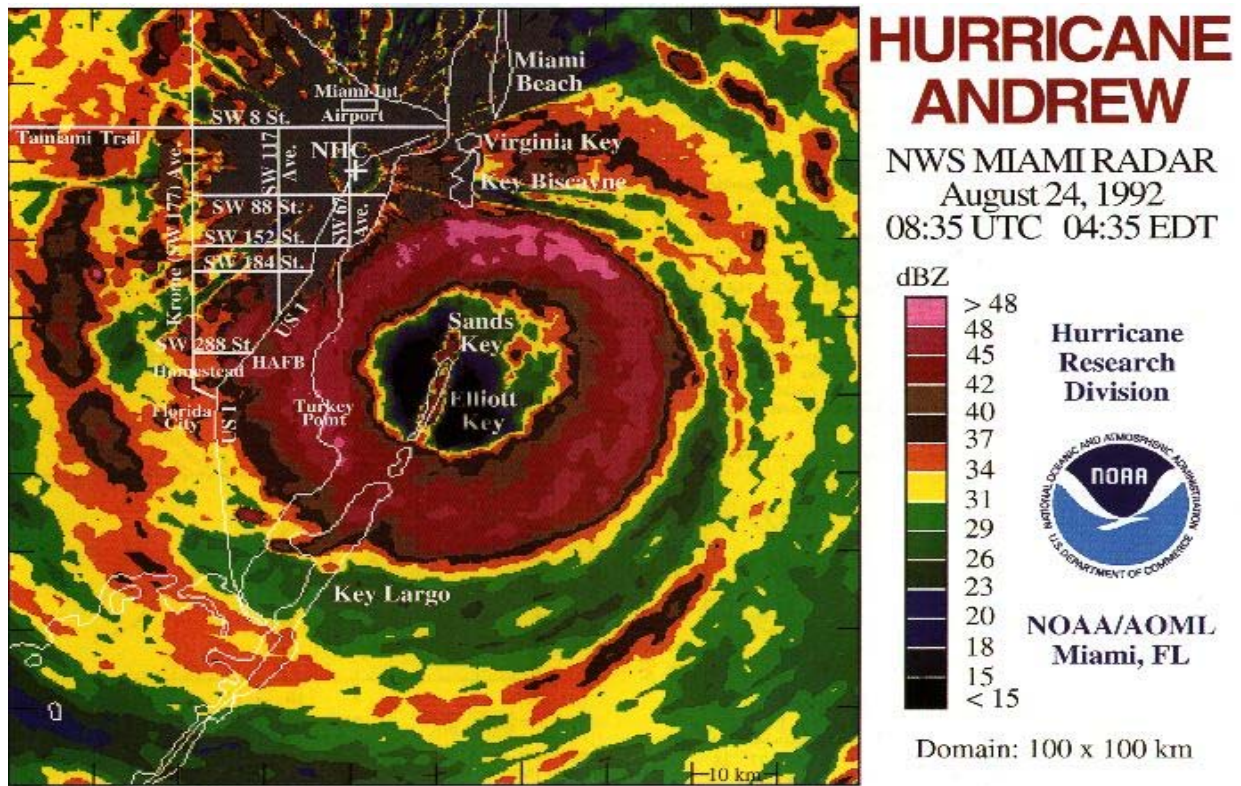 HURRICANE
ANDREW
NWS MIAMI RADAR
August 24, 1992
08:35 UTC 04:35 EDT
dBZ
> 48
48
45
42
40
37
34
31
29
26
23
20
18
15
< 15
Hurricane
Research
Division
NATIONAL OCEANIC AND ATMOSPHERIC ADMINISTRATION
NOAA
U.S. DEPARTMENT OF COMMERCE
NOAA/AOML
Miami, FL
Domain: 100 x 100 km
Miami
Beach
Miami Int.
Airport
SW 8 St.
Tamiami Trail
Krome (SW 177) Ave.
SW 117
Ave.
NHC
Virginia Key
Key Biscayne
SW 88 St.
SW 67
Ave.
SW 152 St.
SW 184 St.
US 1
SW 288 St.
HAFB
Homestead
Florida
City
US 1
Turkey
Point
Sands
Key
Elliott
Key
Key Largo
10 km